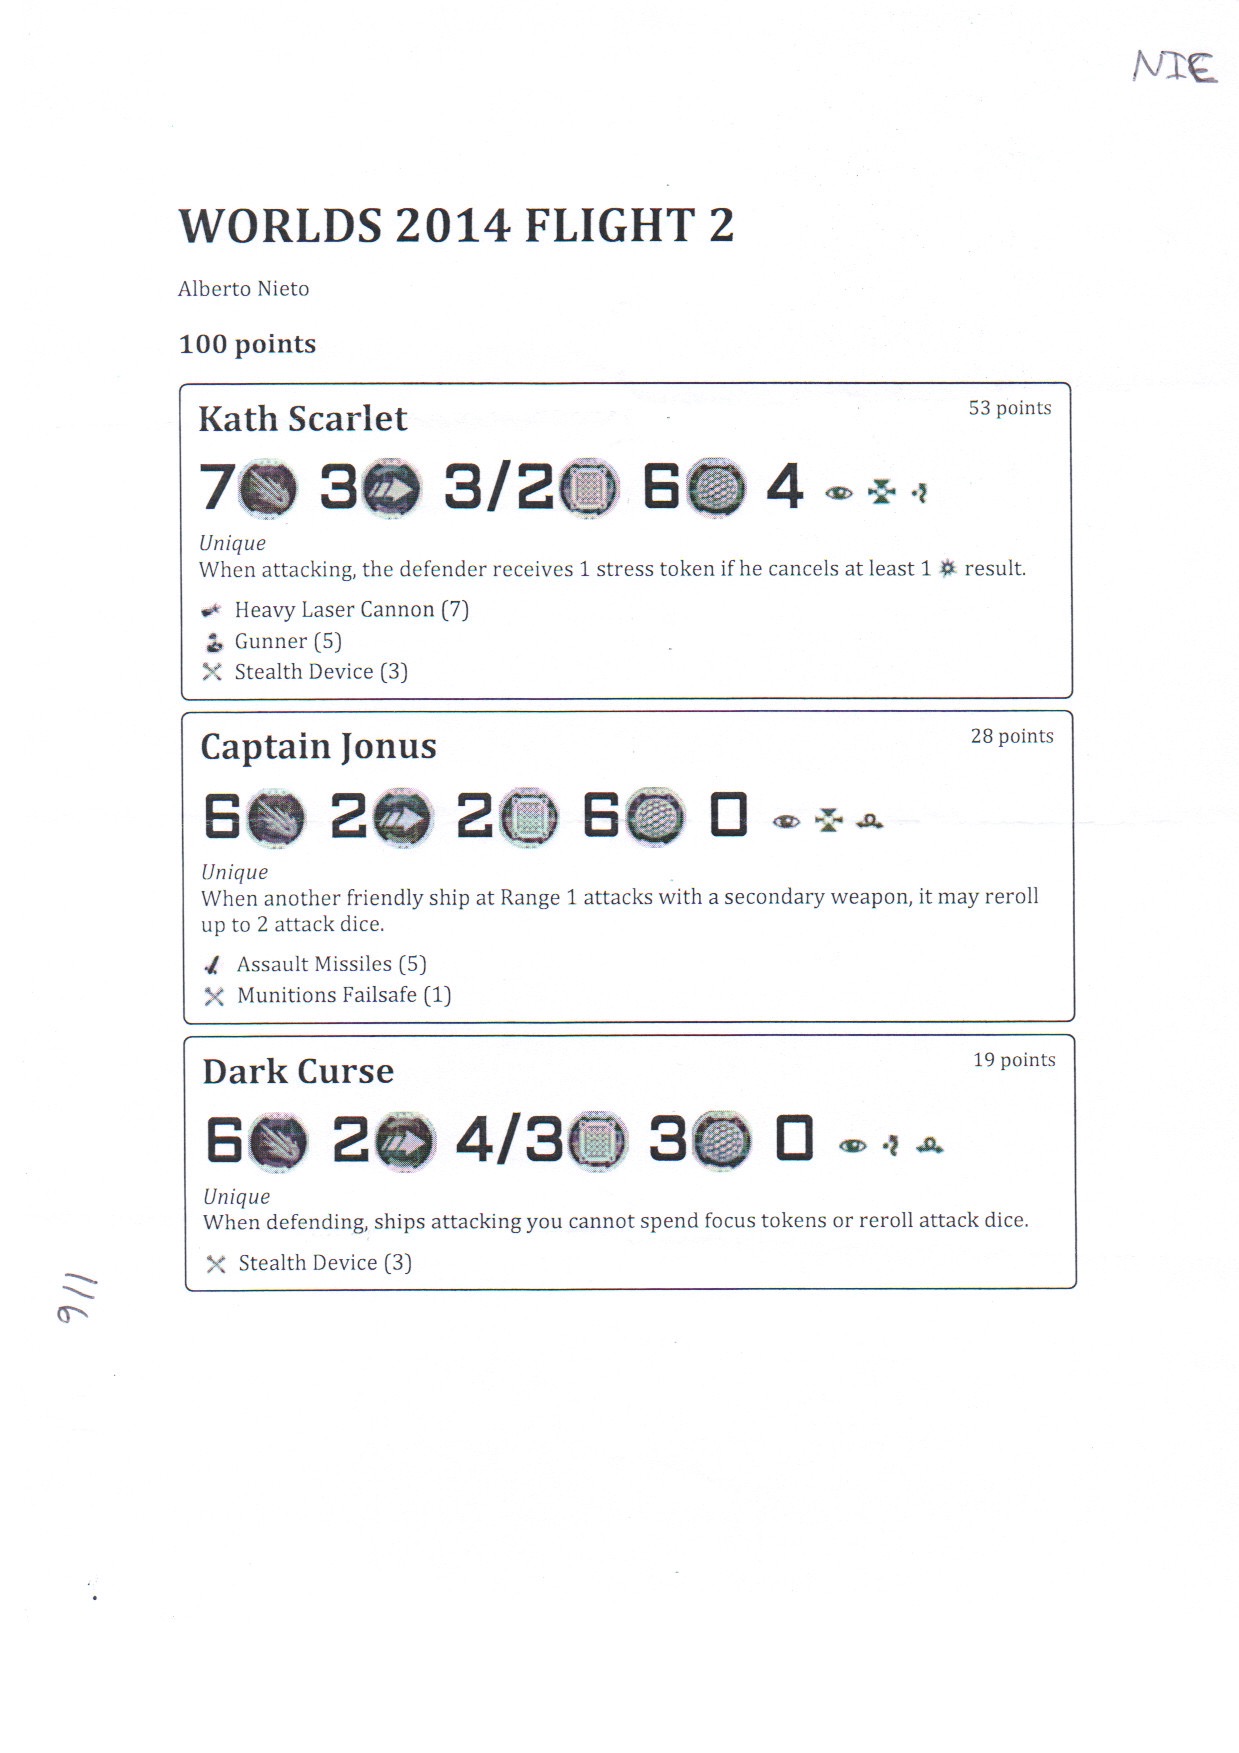 NIE
WORLDS 2014 FLIGHT 2
Alberto Nieto
100 points
Kath Scarlet
53 points
7 3 3/2 6 4
Unique
When attacking, the defender receives 1 stress token if he cancels at least 1 result.
Heavy Laser Cannon (7)
Gunner (5)
Stealth Device (3)
Captain Jonus
28 points
6 2 2 6 0
Unique
When another friendly ship at Range 1 attacks with a secondary weapon, it may reroll
up to 2 attack dice.
Assault Missiles (5)
Munitions Failsafe (1)
Dark Curse
19 points
6 2 4/3 3 0
Unique
When defending, ships attacking you cannot spend focus tokens or reroll attack dice.
Stealth Device (3)